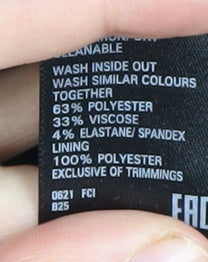 CLEANABLE
WASH INSIDE OUT
WASH SIMILAR COLOURS
TOGETHER
63% POLYESTER
33% VISCOSE
4% ELASTANE/ SPANDEX
LINING
100% POLYESTER
EXCLUSIVE OF TRIMMINGS
0621 FCI
B25
EAC